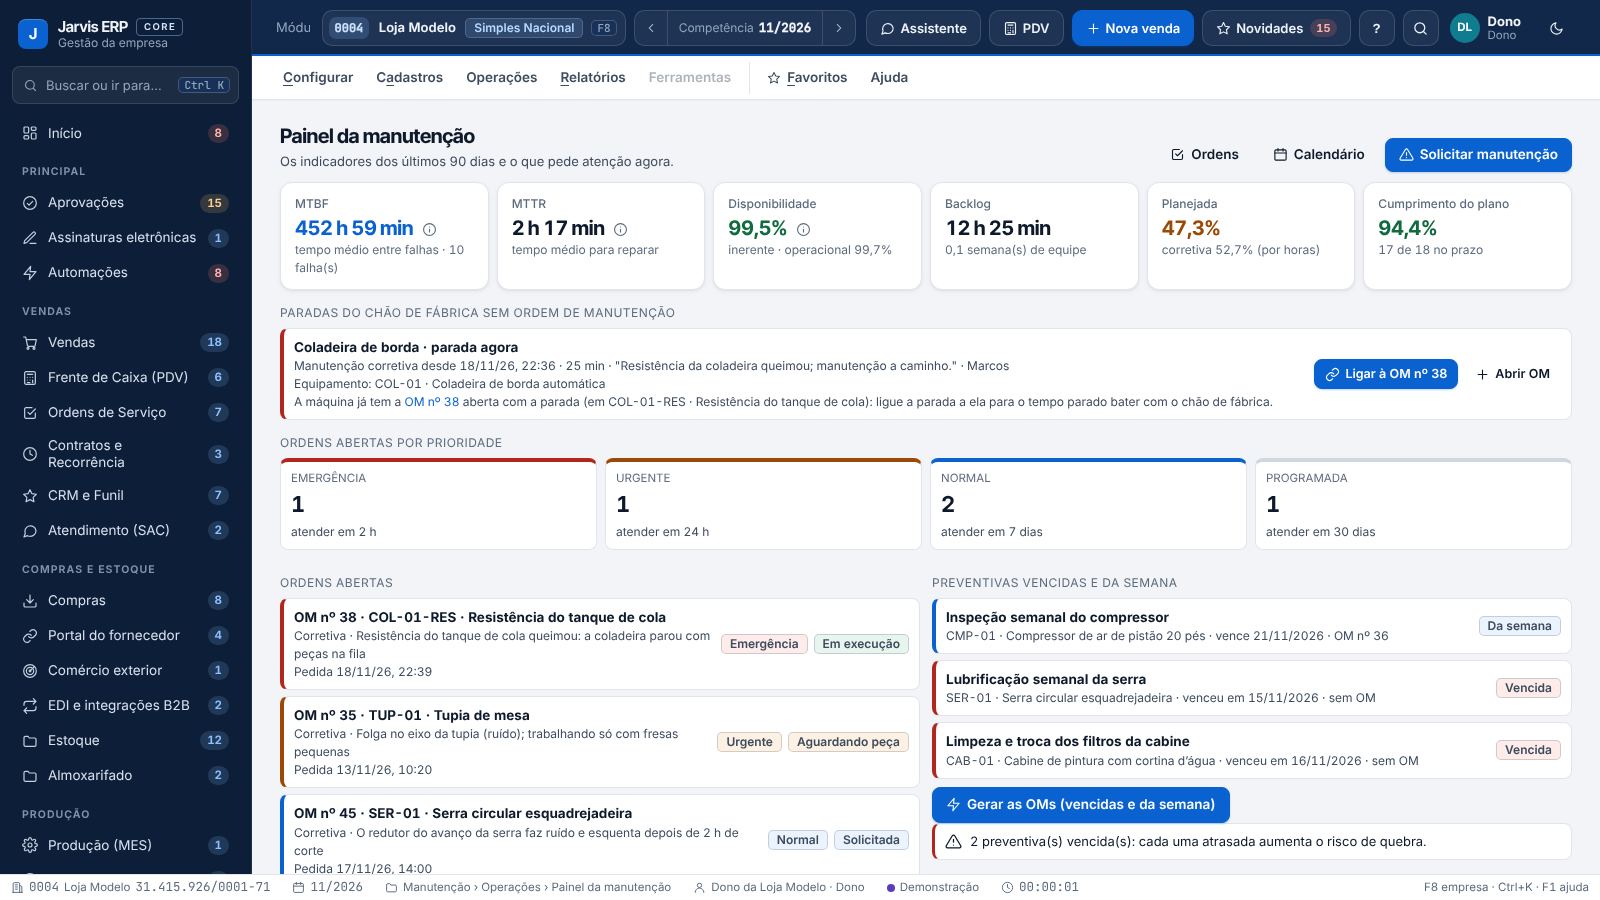 J
Jarvis ERP CORE
Gestão da empresa
Buscar ou ir para... Ctrl K
Início 8
PRINCIPAL
Aprovações 15
Assinaturas eletrônicas 1
Automações 8
VENDAS
Vendas 18
Frente de Caixa (PDV) 6
Ordens de Serviço 7
Contratos e
Recorrência 3
CRM e Funil 7
Atendimento (SAC) 2
COMPRAS E ESTOQUE
Compras 8
Portal do fornecedor 4
Comércio exterior 1
EDI e integrações B2B 2
Estoque 12
Almoxarifado 2
PRODUÇÃO
Produção (MES) 1
Módu 0004 Loja Modelo Simples Nacional F8 Competência 11/2026 Assistente PDV Nova venda Novidades 15 ? DL Dono
Dono
Configurar Cadastros Operações Relatórios Ferramentas Favoritos Ajuda
Painel da manutenção
Os indicadores dos últimos 90 dias e o que pede atenção agora.
Ordens Calendário Solicitar manutenção
MTBF
452 h 59 min
tempo médio entre falhas · 10
falha(s)
MTTR
2 h 17 min
tempo médio para reparar
Disponibilidade
99,5%
inerente · operacional 99,7%
Backlog
12 h 25 min
0,1 semana(s) de equipe
Planejada
47,3%
corretiva 52,7% (por horas)
Cumprimento do plano
94,4%
17 de 18 no prazo
PARADAS DO CHÃO DE FÁBRICA SEM ORDEM DE MANUTENÇÃO
Coladeira de borda · parada agora
Manutenção corretiva desde 18/11/26, 22:36 · 25 min · "Resistência da coladeira queimou; manutenção a caminho." · Marcos
Equipamento: COL-01 · Coladeira de borda automática
A máquina já tem a OM nº 38 aberta com a parada (em COL-01-RES · Resistência do tanque de cola): ligue a parada a ela para o tempo parado bater com o chão de fábrica.
Ligar à OM nº 38 Abrir OM
ORDENS ABERTAS POR PRIORIDADE
EMERGÊNCIA
1
atender em 2 h
URGENTE
1
atender em 24 h
NORMAL
2
atender em 7 dias
PROGRAMADA
1
atender em 30 dias
ORDENS ABERTAS
OM nº 38 · COL-01-RES · Resistência do tanque de cola
Corretiva · Resistência do tanque de cola queimou: a coladeira parou com
peças na fila
Pedida 18/11/26, 22:39
Emergência Em execução
OM nº 35 · TUP-01 · Tupia de mesa
Corretiva · Folga no eixo da tupia (ruído); trabalhando só com fresas
pequenas
Pedida 13/11/26, 10:20
Urgente Aguardando peça
OM nº 45 · SER-01 · Serra circular esquadrejadeira
Corretiva · O redutor do avanço da serra faz ruído e esquenta depois de 2 h de
corte
Pedida 17/11/26, 14:00
Normal Solicitada
PREVENTIVAS VENCIDAS E DA SEMANA
Inspeção semanal do compressor
CMP-01 · Compressor de ar de pistão 20 pés · vence 21/11/2026 · OM nº 36
Da semana
Lubrificação semanal da serra
SER-01 · Serra circular esquadrejadeira · venceu em 15/11/2026 · sem OM
Vencida
Limpeza e troca dos filtros da cabine
CAB-01 · Cabine de pintura com cortina d'água · venceu em 16/11/2026 · sem OM
Vencida
Gerar as OMs (vencidas e da semana)
2 preventiva(s) vencida(s): cada uma atrasada aumenta o risco de quebra.
0004 Loja Modelo 31.415.926/0001-71 11/2026 Manutenção › Operações › Painel da manutenção Dono da Loja Modelo · Dono Demonstração 00:00:01 F8 empresa · Ctrl+K · F1 ajuda